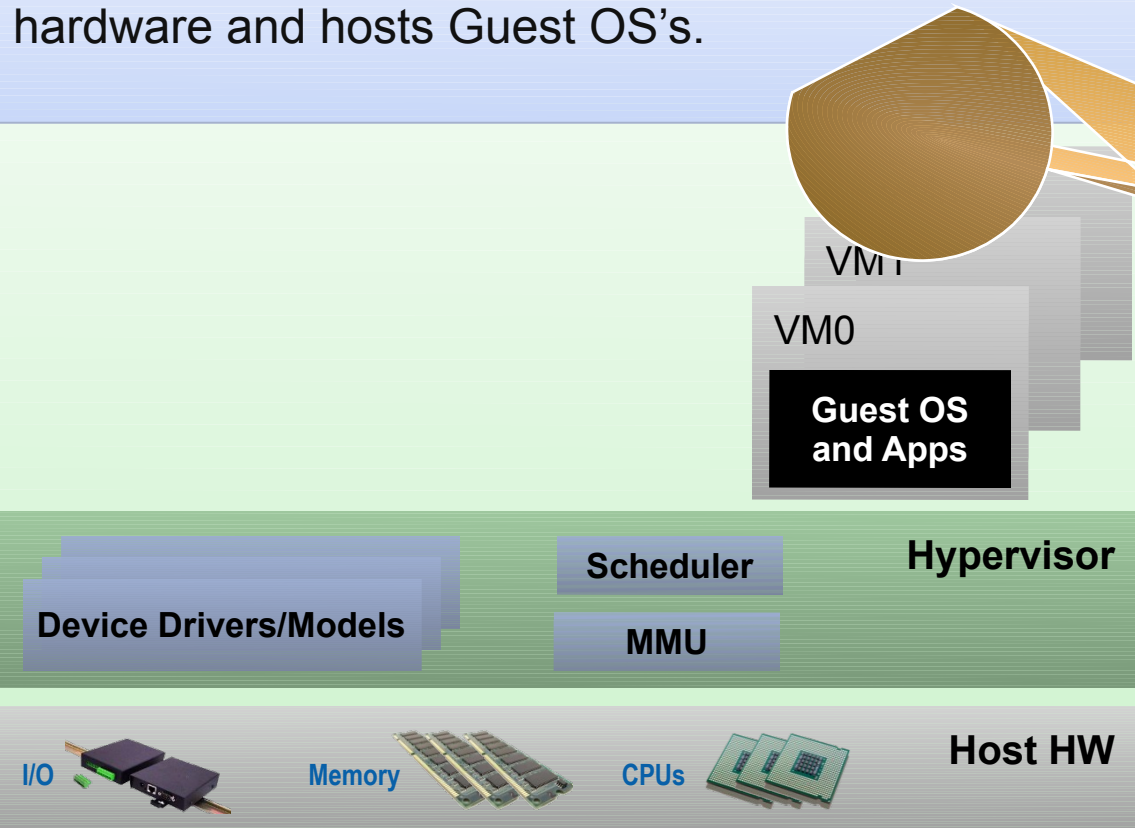 hardware and hosts Guest OS’s.
VM1
VM0
Guest OS
and Apps
Hypervisor
Scheduler
Device Drivers/Models
MMU
Host HW
I/O
Memory
CPUs